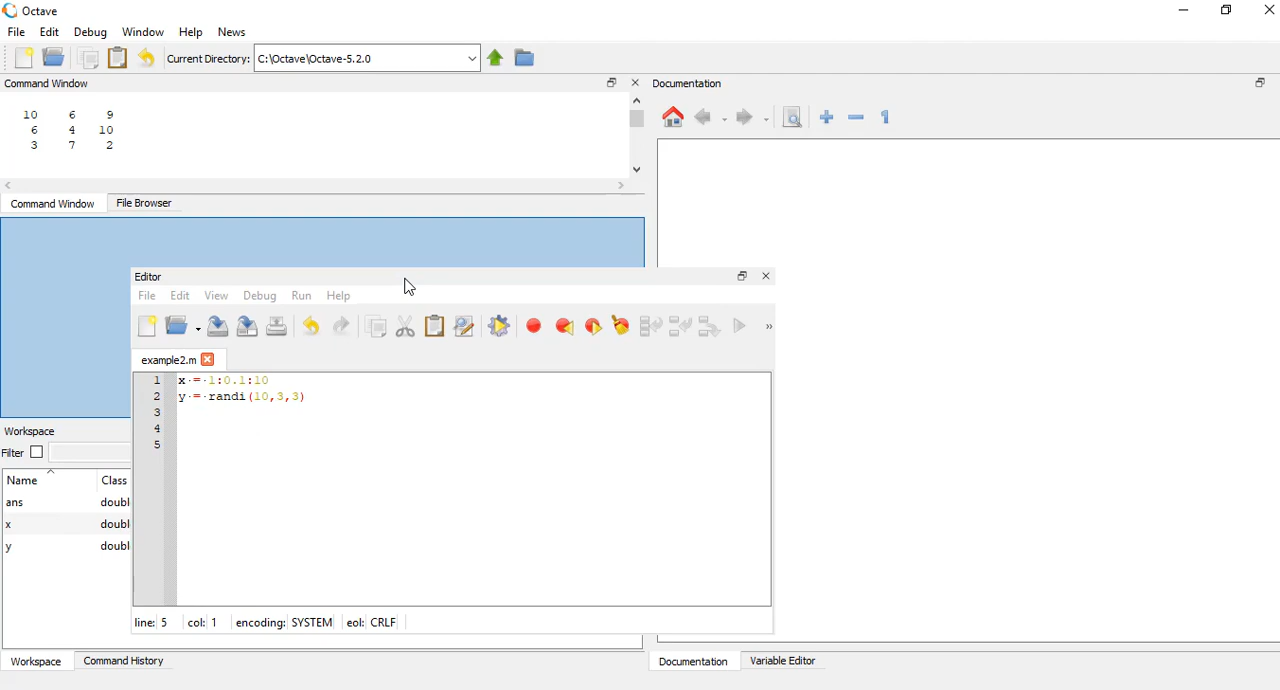 Octave
File Edit Debug Window Help News
Current Directory: C:\Octave\Octave-5.2.0
Command Window
Documentation
10 6 9
6 4 10
3 7 2
1
Command Window File Browser
Editor
File Edit View Debug Run Help
example2.m
1 x·=·1:0.1:10
2 y·=·randi(10,3,3)
3
4
5
line: 5 col: 1 encoding: SYSTEM eol: CRLF
Workspace
Filter
Name Class
ans doubl
x doubl
y doubl
Workspace Command History
Documentation Variable Editor